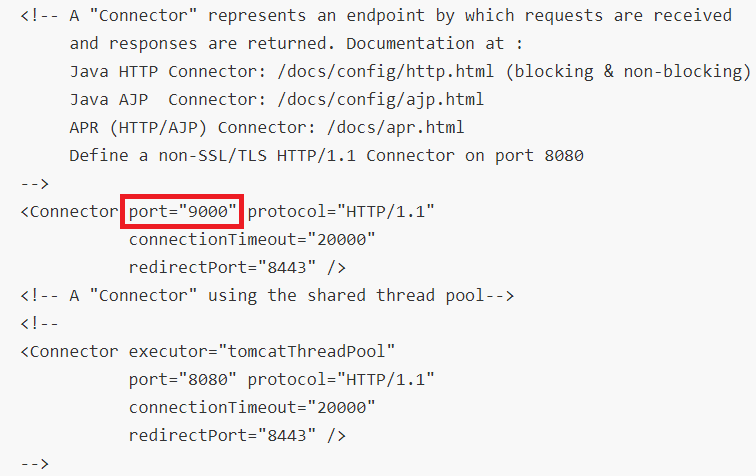 <!-- A "Connector" represents an endpoint by which requests are received
and responses are returned. Documentation at :
Java HTTP Connector: /docs/config/http.html (blocking & non-blocking)
Java AJP  Connector: /docs/config/ajp.html
APR (HTTP/AJP) Connector: /docs/apr.html
Define a non-SSL/TLS HTTP/1.1 Connector on port 8080
-->
<Connector port="9000" protocol="HTTP/1.1"
connectionTimeout="20000"
redirectPort="8443" />
<!-- A "Connector" using the shared thread pool-->
<!--
<Connector executor="tomcatThreadPool"
port="8080" protocol="HTTP/1.1"
connectionTimeout="20000"
redirectPort="8443" />
-->